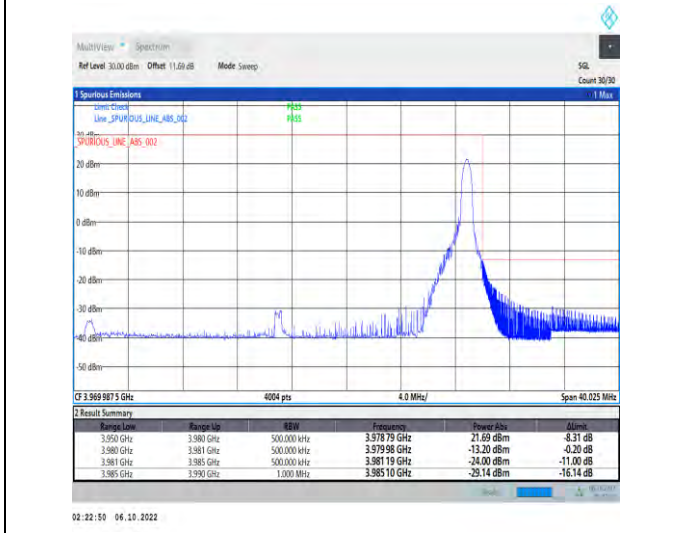 MultiView Spectrum
Ref Level 30.00 dBm Offset 11.69 dB Mode Sweep SGL
Count 30/30
1 Spurious Emissions 1 Max
Limit Check PASS
Line _SPURIOUS_LINE_ABS_002 PASS
30 dBm
_SPURIOUS_LINE_ABS_002
20 dBm
10 dBm
0 dBm
-10 dBm
-20 dBm
-30 dBm
-40 dBm
-50 dBm
CF 3.969 987 5 GHz 4004 pts 4.0 MHz/ Span 40.025 MHz
2 Result Summary
Range Low Range Up RBW Frequency Power Abs ΔLimit
3.950 GHz 3.980 GHz 500.000 kHz 3.978 79 GHz 21.69 dBm -8.31 dB
3.980 GHz 3.981 GHz 500.000 kHz 3.979 98 GHz -13.20 dBm -0.20 dB
3.981 GHz 3.985 GHz 500.000 kHz 3.981 19 GHz -24.00 dBm -11.00 dB
3.985 GHz 3.990 GHz 1.000 MHz 3.985 10 GHz -29.14 dBm -16.14 dB
02:22:50 06.10.2022